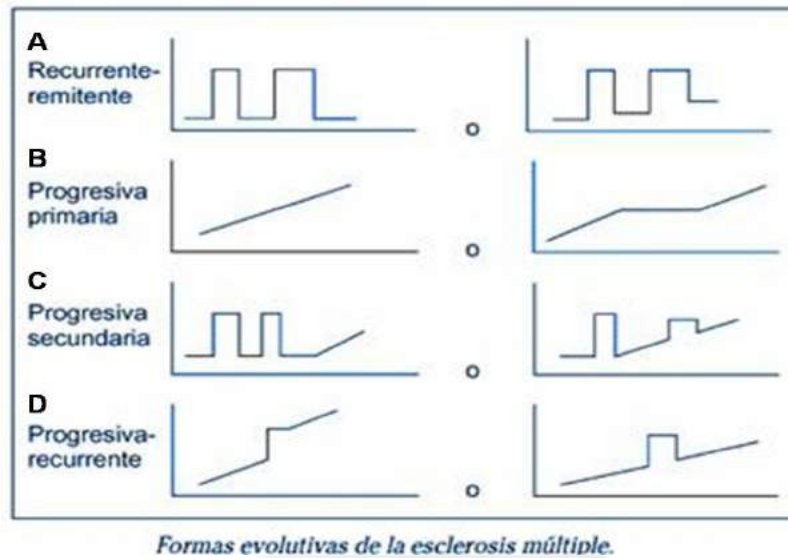 A
Recurrente-
remitente
o
B
Progresiva
primaria
o
C
Progresiva
secundaria
o
D
Progresiva-
recurrente
o
Formas evolutivas de la esclerosis múltiple.